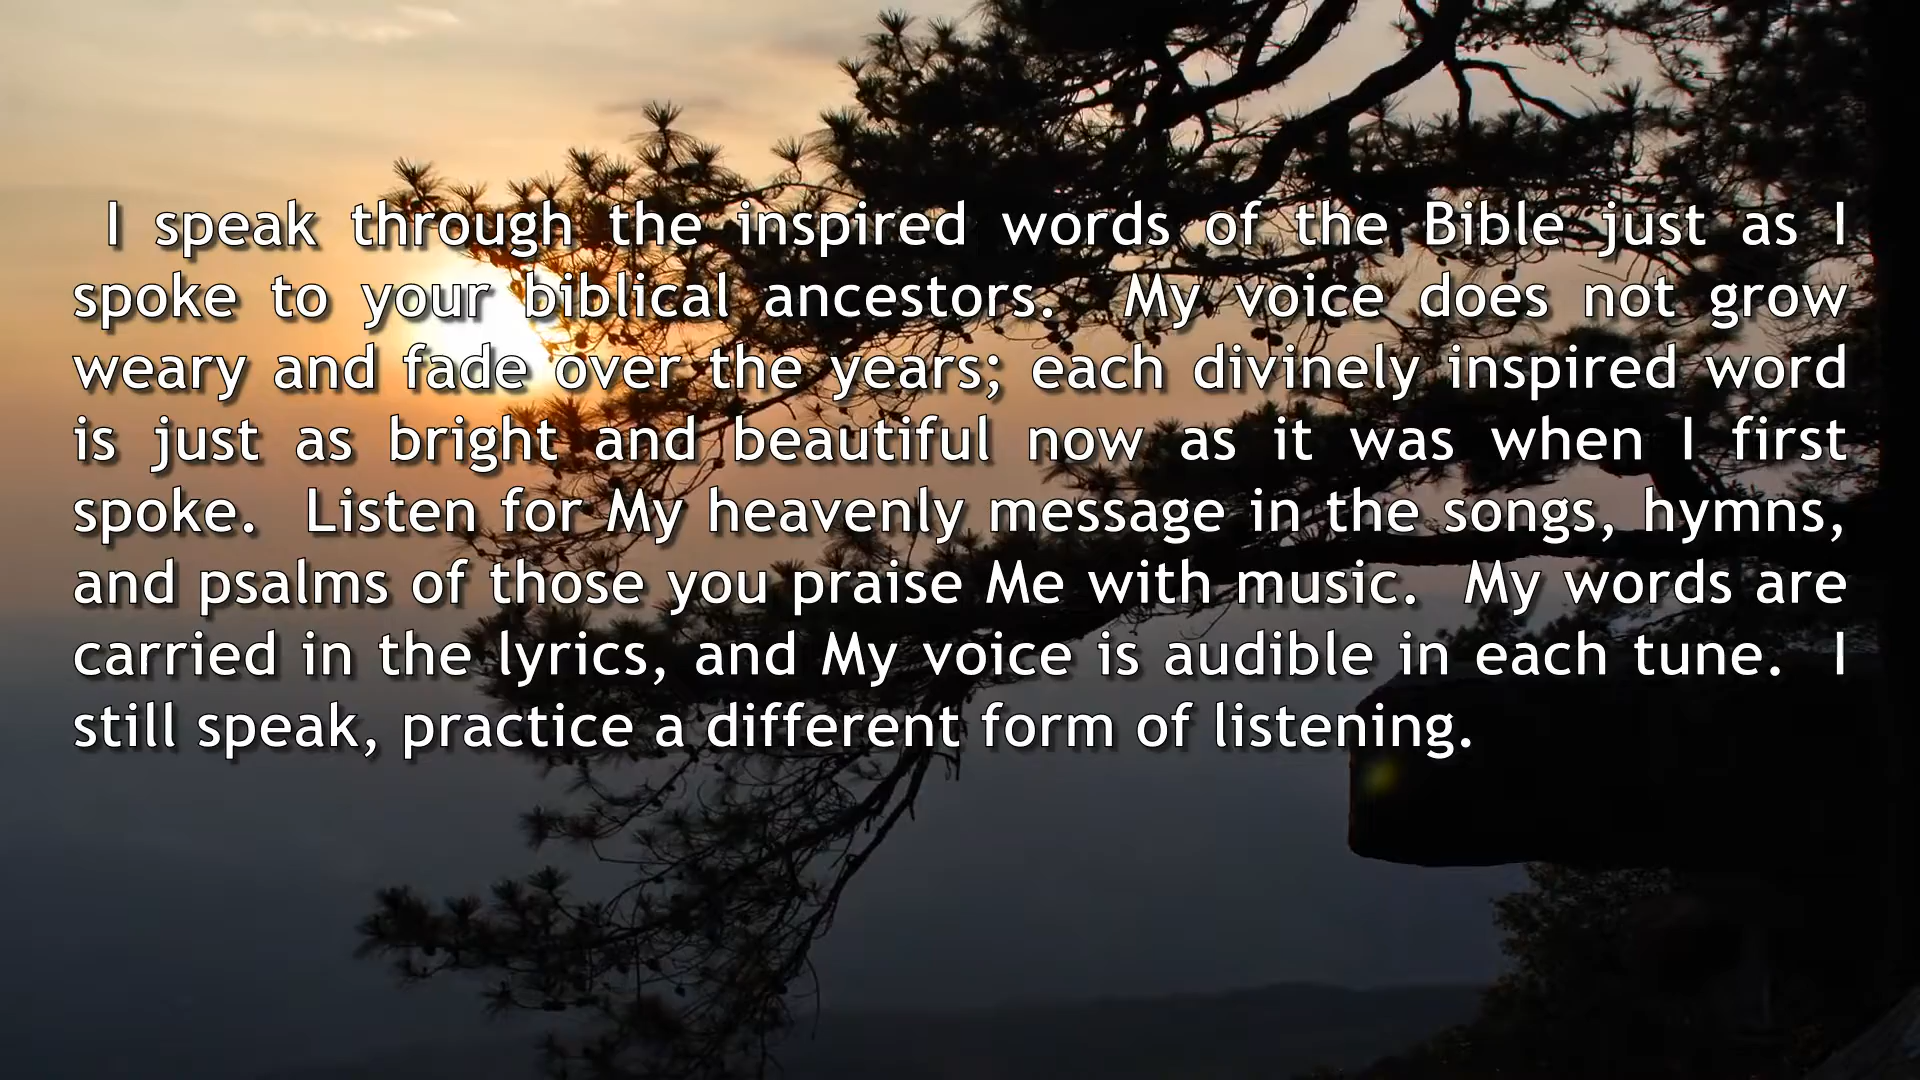 I speak through the inspired words of the Bible just as I
spoke to your biblical ancestors. My voice does not grow
weary and fade over the years; each divinely inspired word
is just as bright and beautiful now as it was when I first
spoke. Listen for My heavenly message in the songs, hymns,
and psalms of those you praise Me with music. My words are
carried in the lyrics, and My voice is audible in each tune. I
still speak, practice a different form of listening.